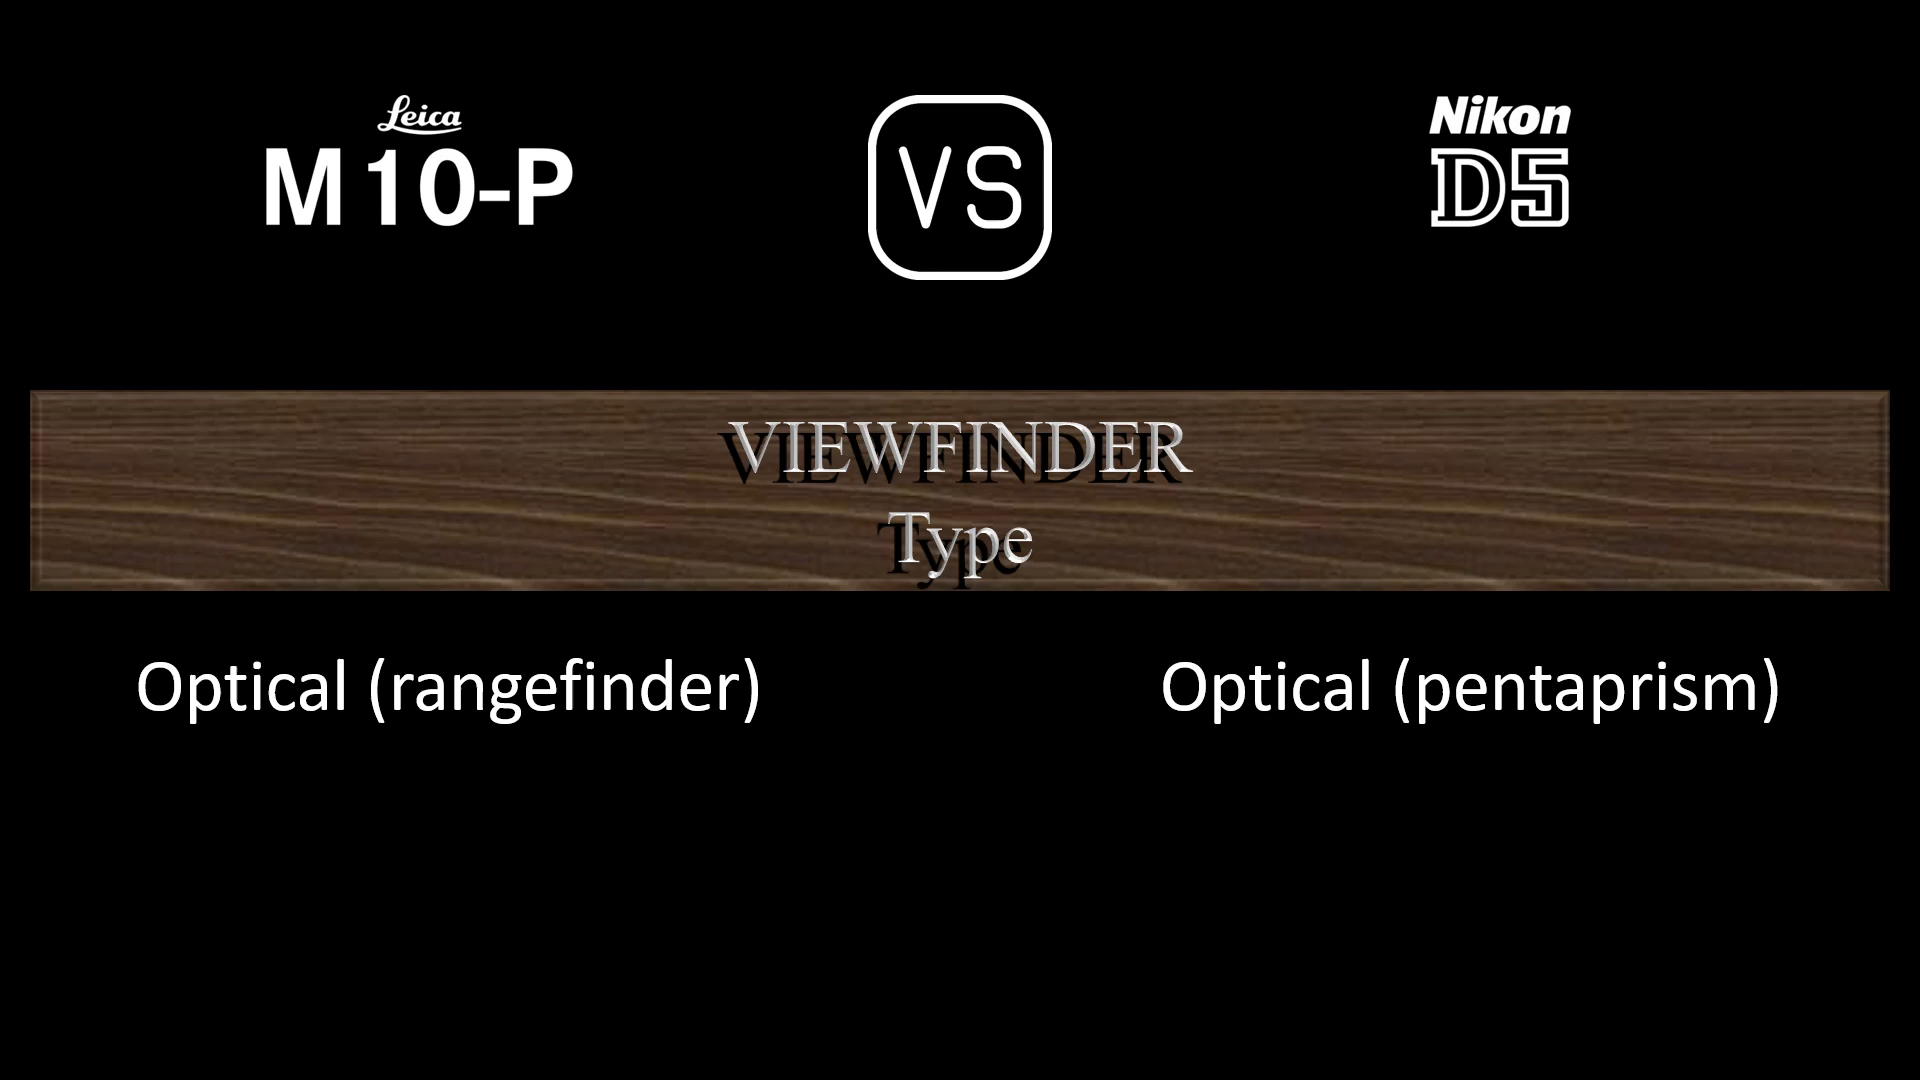 Leica
M10-P
VS
Nikon
D5
VIEWFINDER
Type
Optical (rangefinder)
Optical (pentaprism)